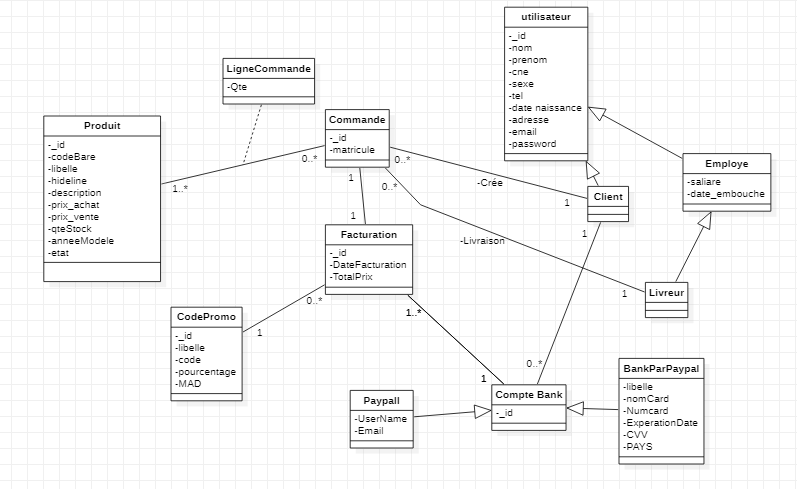 utilisateur
-_id
-nom
-prenom
-cne
-sexe
-tel
-date naissance
-adresse
-email
-password
LigneCommande
-Qte
Produit
-_id
-codeBare
-libelle
-hideline
-description
-prix_achat
-prix_vente
-qteStock
-anneeModele
-etat
Commande
-_id
-matricule
0..*
1..*
0..*
0..*
1
1
-Crée
1
-Livraison
1
Employe
-saliare
-date_embouche
Client
1
Livreur
Facturation
-_id
-DateFacturation
-TotalPrix
0..*
1
1..*
1
0..*
CodePromo
-_id
-libelle
-code
-pourcentage
-MAD
Paypall
-UserName
-Email
Compte Bank
-_id
BankParPaypal
-libelle
-nomCard
-Numcard
-ExperationDate
-CVV
-PAYS